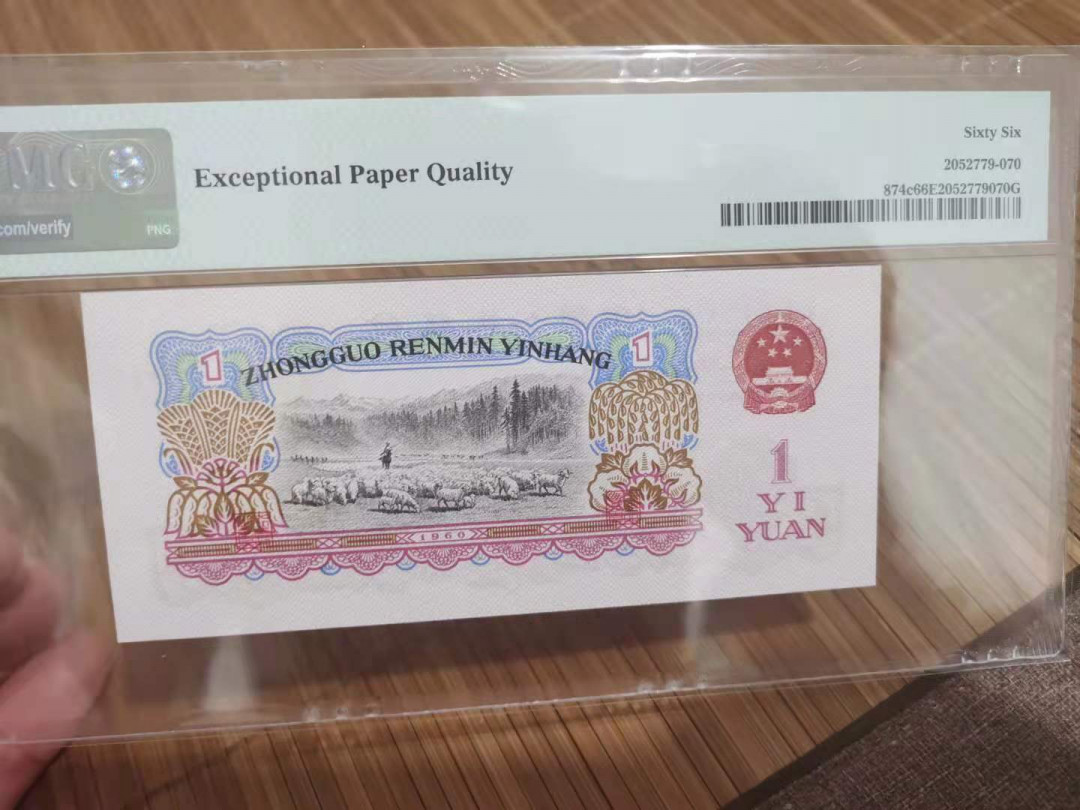 PMG
com/verify
PNG
Exceptional Paper Quality
Sixty Six
2052779-070
874c66E2052779070G
1
ZHONGGUO RENMIN YINHANG
1
1960
1
YI
YUAN